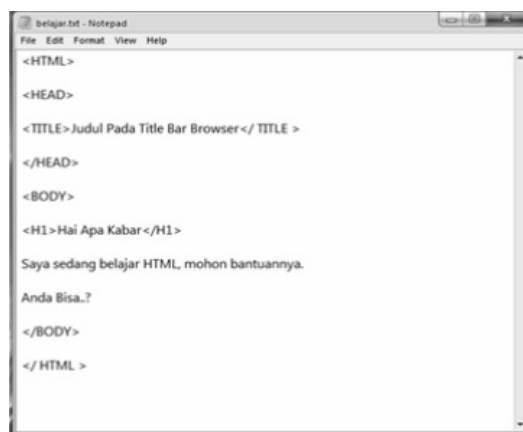 belajar.txt - Notepad
File Edit Format View Help
<HTML>
<HEAD>
<TITLE>Judul Pada Title Bar Browser</ TITLE >
</HEAD>
<BODY>
<H1>Hai Apa Kabar</H1>
Saya sedang belajar HTML, mohon bantuannya.
Anda Bisa..?
</BODY>
</ HTML >